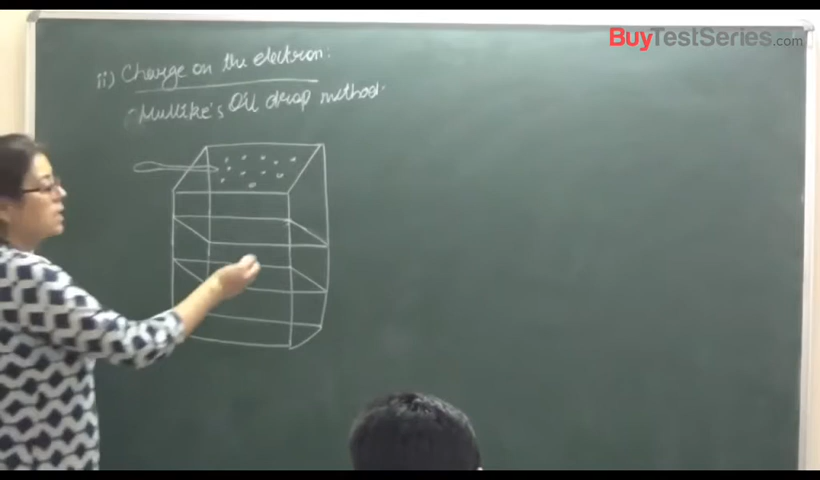 BuyTestSeries.com
ii) Charge on the electron:
Mullike's Oil drop method.